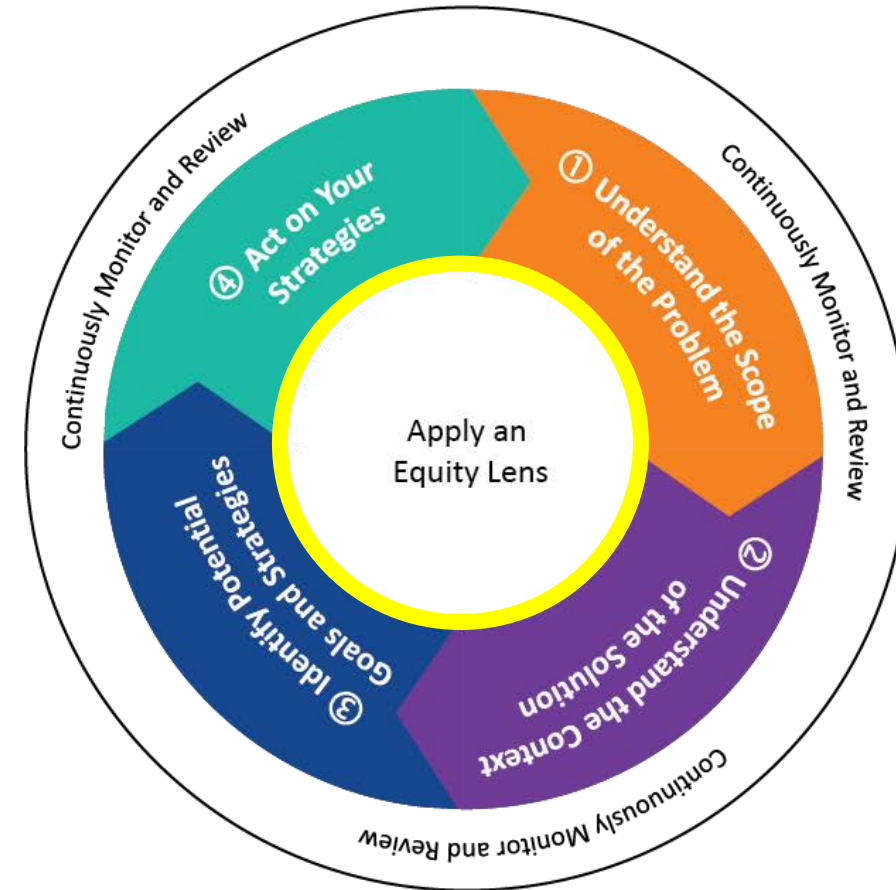 Continuously Monitor and Review
Continuously Monitor and Review
④ Act on Your
Strategies
① Understand the Scope
of the Problem
Apply an
Equity Lens
③ Identify Potential
Goals and Strategies
② Understand the Context
of the Solution
Continuously Monitor and Review